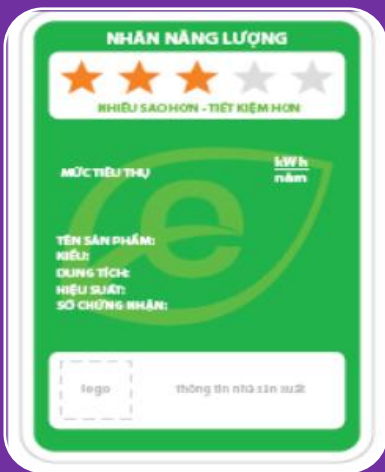 NHÃN NĂNG LƯỢNG
NHIỀU SAO HƠN - TIẾT KIỆM HƠN
MỨC TIÊU THỤ
kWh
năm
TÊN SẢN PHẨM:
KIỂU:
DUNG TÍCH:
HIỆU SUẤT:
SỐ CHỨNG NHẬN:
logo
thông tin nhà sản xuất